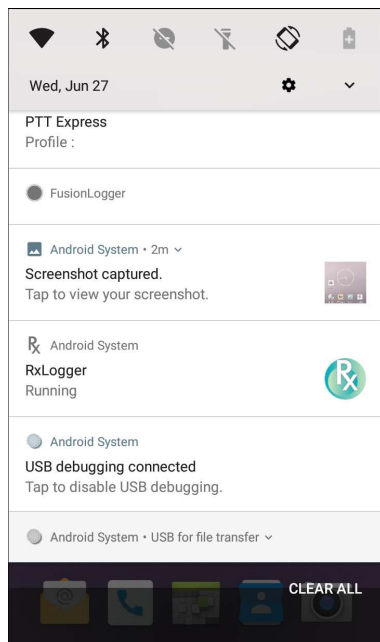 Wed, Jun 27
PTT Express
Profile :
FusionLogger
Android System • 2m
Screenshot captured.
Tap to view your screenshot.
Rx Android System
RxLogger
Running
Rx
Android System
USB debugging connected
Tap to disable USB debugging.
Android System • USB for file transfer
CLEAR ALL